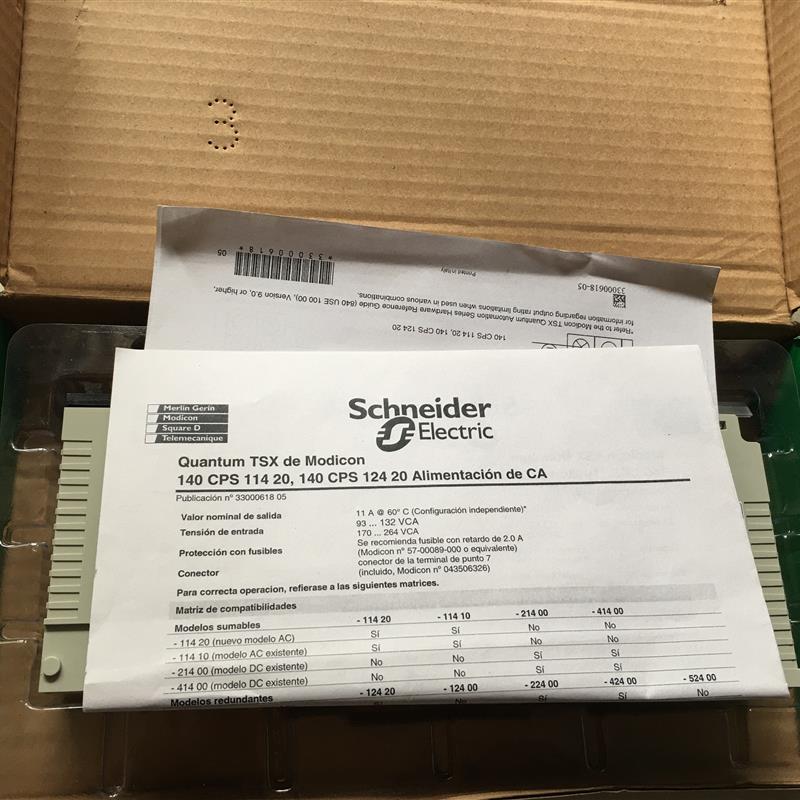 3
*33000618* 05
Printed in Italy
33000618-05
*Refer to the Modicon TSX Quantum Automation Series Hardware Reference Guide (840 USE 100 00), Version 9.0, or higher,
for information regarding output rating limitations when used in various combinations.
140 CPS 114 20, 140 CPS 124 20
Merlin Gerin
Modicon
Square D
Telemecanique
Schneider
Electric
Quantum TSX de Modicon
140 CPS 114 20, 140 CPS 124 20 Alimentación de CA
Publicación nº 33000618 05
Valor nominal de salida 11 A @ 60° C (Configuración independiente)*
Tensión de entrada 93 ... 132 VCA
170 ... 264 VCA
Protección con fusibles Se recomienda fusible con retardo de 2.0 A
(Modicon nº 57-00089-000 o equivalente)
Conector conector de la terminal de punto 7
(incluido, Modicon nº 043506326)
Para correcta operacion, refierase a las siguientes matrices.
Matriz de compatibilidades
Modelos sumables - 114 20 - 114 10 - 214 00 - 414 00
- 114 20 (nuevo modelo AC) Sí Sí No No
- 114 10 (modelo AC existente) Sí Sí No No
- 214 00 (modelo DC existente) No No Sí Sí
- 414 00 (modelo DC existente) No No Sí Sí
Modelos redundantes - 124 20 - 124 00 - 224 00 - 424 00 - 524 00
Sí Sí No No No